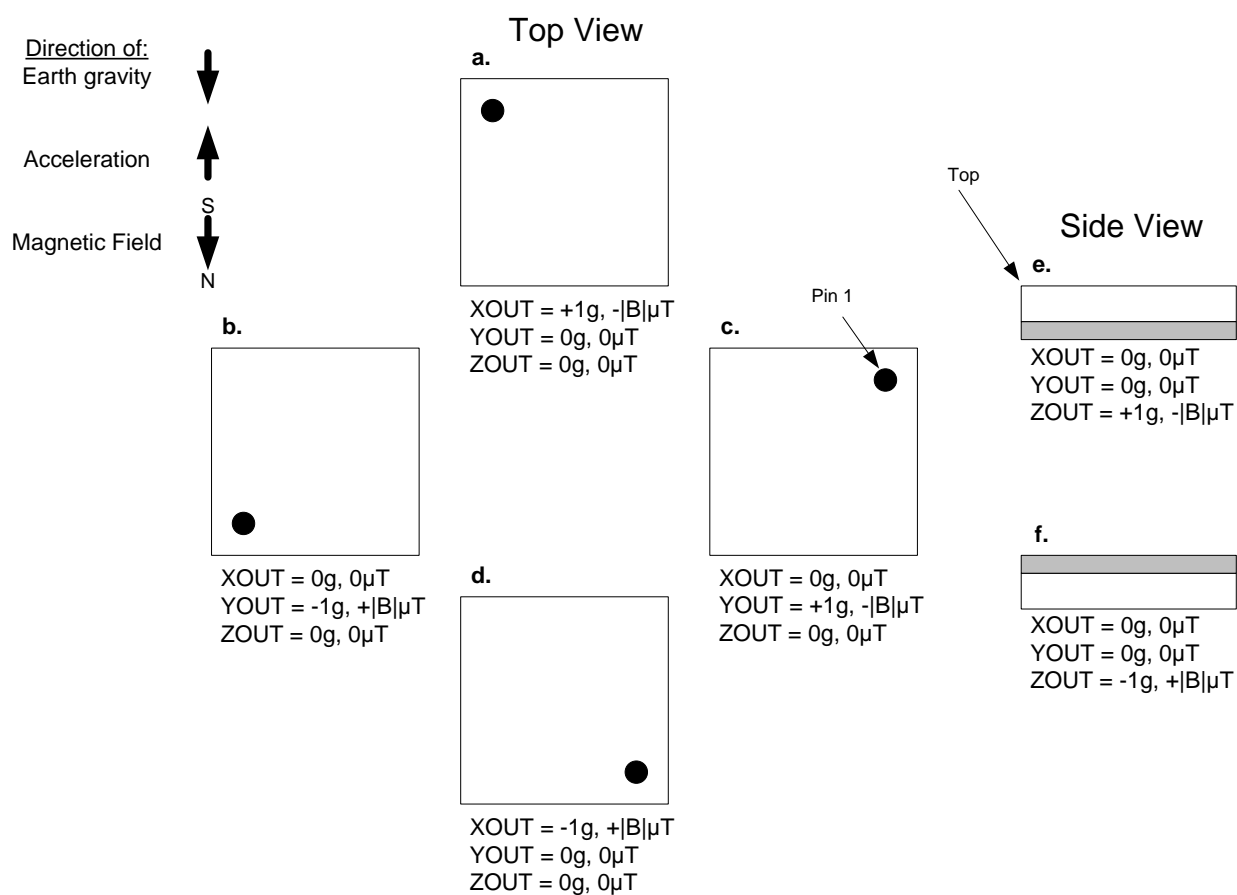 Top View
Direction of:
Earth gravity
Acceleration
S
Magnetic Field
N
a.
XOUT = +1g, -|B|µT
YOUT = 0g, 0µT
ZOUT = 0g, 0µT
b.
XOUT = 0g, 0µT
YOUT = -1g, +|B|µT
ZOUT = 0g, 0µT
Pin 1
c.
XOUT = 0g, 0µT
YOUT = +1g, -|B|µT
ZOUT = 0g, 0µT
d.
XOUT = -1g, +|B|µT
YOUT = 0g, 0µT
ZOUT = 0g, 0µT
Top
Side View
e.
XOUT = 0g, 0µT
YOUT = 0g, 0µT
ZOUT = +1g, -|B|µT
f.
XOUT = 0g, 0µT
YOUT = 0g, 0µT
ZOUT = -1g, +|B|µT